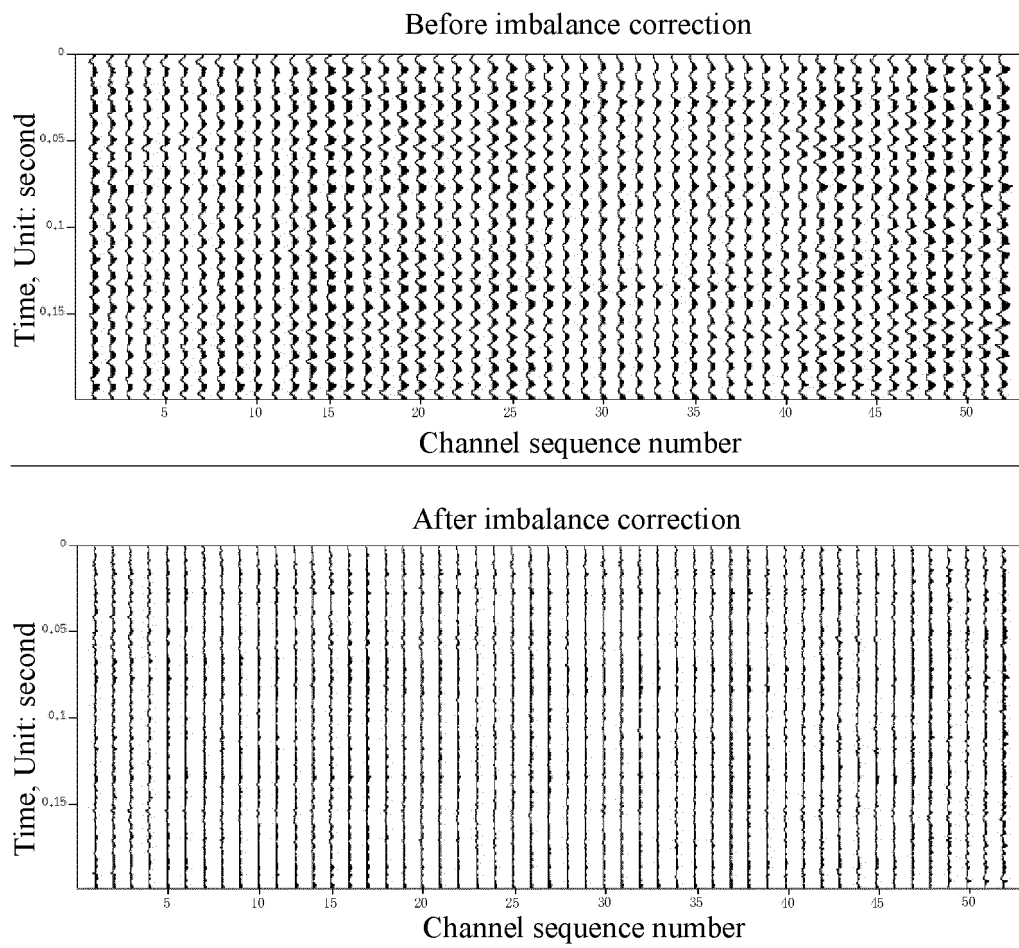 Before imbalance correction
Time, Unit: second
0
0.05
0.1
0.15
5 10 15 20 25 30 35 40 45 50
Channel sequence number
After imbalance correction
Time, Unit: second
0
0.05
0.1
0.15
5 10 15 20 25 30 35 40 45 50
Channel sequence number